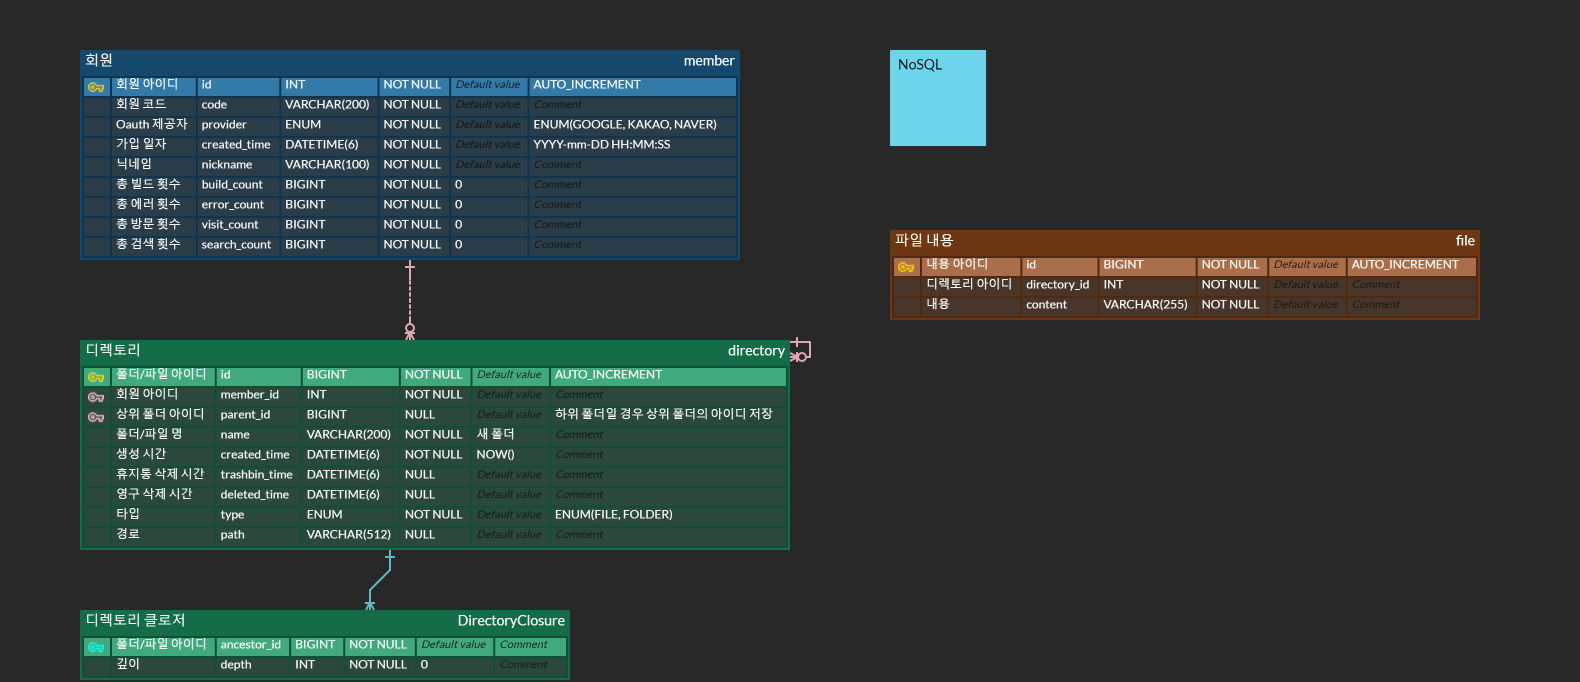 회원 member
회원 아이디 id INT NOT NULL Default value AUTO_INCREMENT
회원 코드 code VARCHAR(200) NOT NULL Default value Comment
Oauth 제공자 provider ENUM NOT NULL Default value ENUM(GOOGLE, KAKAO, NAVER)
가입 일자 created_time DATETIME(6) NOT NULL Default value YYYY-mm-DD HH:MM:SS
닉네임 nickname VARCHAR(100) NOT NULL Default value Comment
총 빌드 횟수 build_count BIGINT NOT NULL 0 Comment
총 에러 횟수 error_count BIGINT NOT NULL 0 Comment
총 방문 횟수 visit_count BIGINT NOT NULL 0 Comment
총 검색 횟수 search_count BIGINT NOT NULL 0 Comment
NoSQL
파일 내용 file
내용 아이디 id BIGINT NOT NULL Default value AUTO_INCREMENT
디렉토리 아이디 directory_id INT NOT NULL Default value Comment
내용 content VARCHAR(255) NOT NULL Default value Comment
디렉토리 directory
폴더/파일 아이디 id BIGINT NOT NULL Default value AUTO_INCREMENT
회원 아이디 member_id INT NOT NULL Default value Comment
상위 폴더 아이디 parent_id BIGINT NULL Default value 하위 폴더일 경우 상위 폴더의 아이디 저장
폴더/파일 명 name VARCHAR(200) NOT NULL 새 폴더 Comment
생성 시간 created_time DATETIME(6) NOT NULL NOW() Comment
휴지통 삭제 시간 trashbin_time DATETIME(6) NULL Default value Comment
영구 삭제 시간 deleted_time DATETIME(6) NULL Default value Comment
타입 type ENUM NOT NULL Default value ENUM(FILE, FOLDER)
경로 path VARCHAR(512) NULL Default value Comment
디렉토리 클로저 DirectoryClosure
폴더/파일 아이디 ancestor_id BIGINT NOT NULL Default value Comment
깊이 depth INT NOT NULL 0 Comment